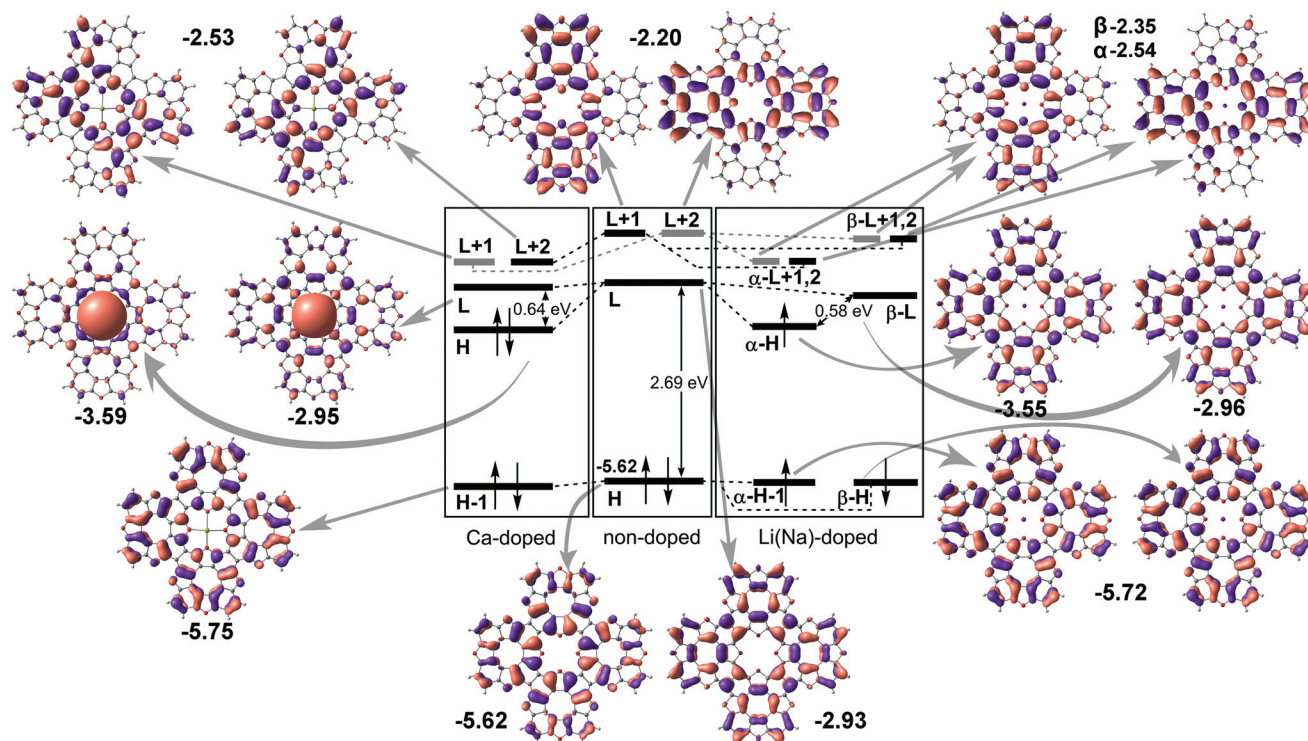 -2.53
-2.20
β-2.35
α-2.54
L+1
L+2
L+1
L+2
β-L+1,2
α-L+1,2
L
0.64 eV
H
L
2.69 eV
0.58 eV
β-L
α-H
-3.59
-2.95
-3.55
-2.96
H-1
-5.62
H
α-H-1
β-H
Ca-doped
non-doped
Li(Na)-doped
-5.75
-5.72
-5.62
-2.93